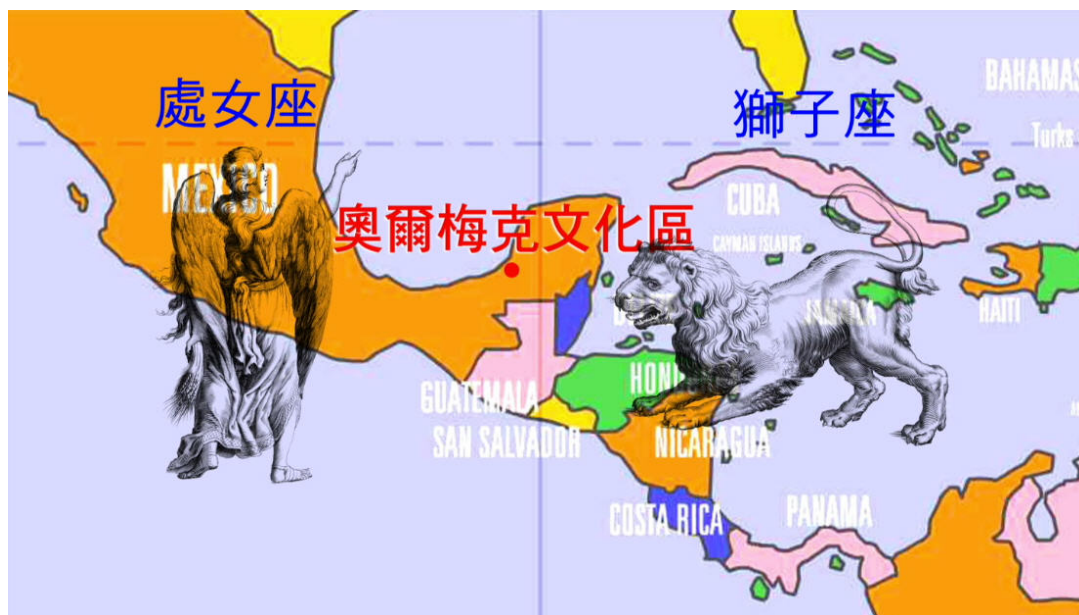 處女座
獅子座
BAHAMAS
Turks
MEXICO
CUBA
奧爾梅克文化區
CAYMAN ISLANDS
JAMAICA
HAITI
GUATEMALA
SAN SALVADOR
NICARAGUA
COSTA RICA
PANAMA